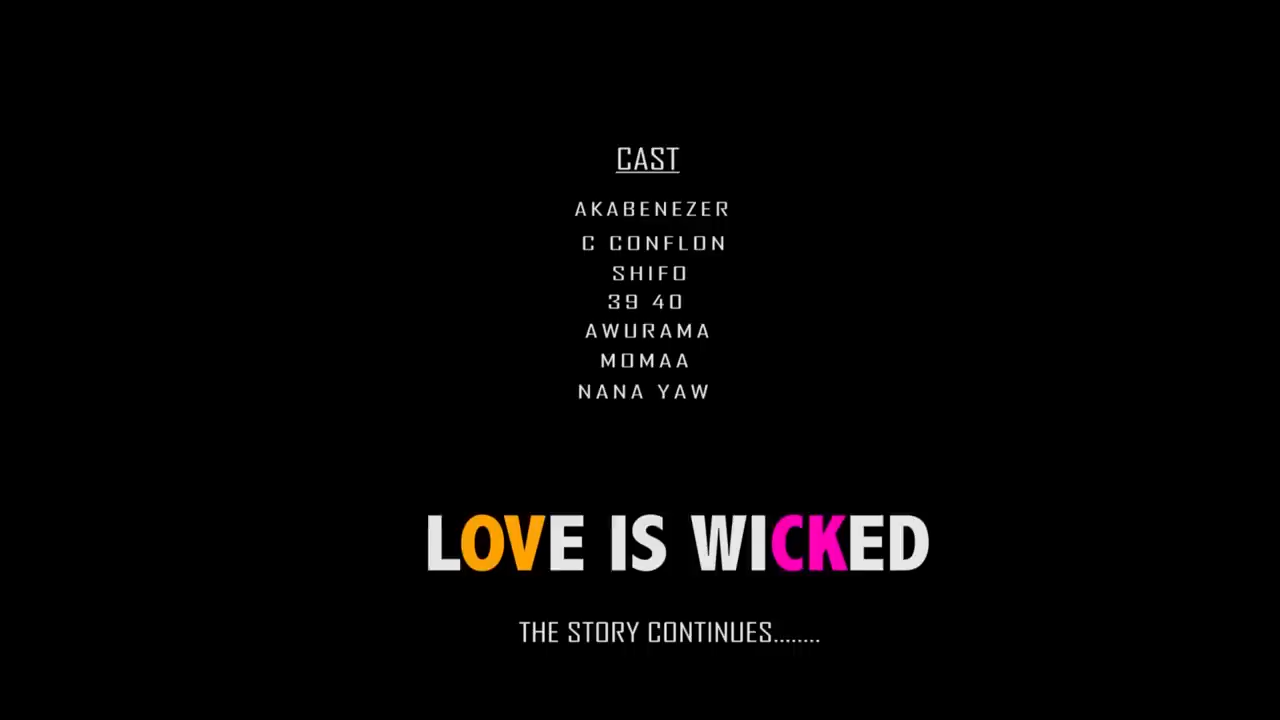 CAST
AKABENEZER
C CONFLON
SHIFO
39 40
AWURAMA
MOMAA
NANA YAW
LOVE IS WICKED
THE STORY CONTINUES........